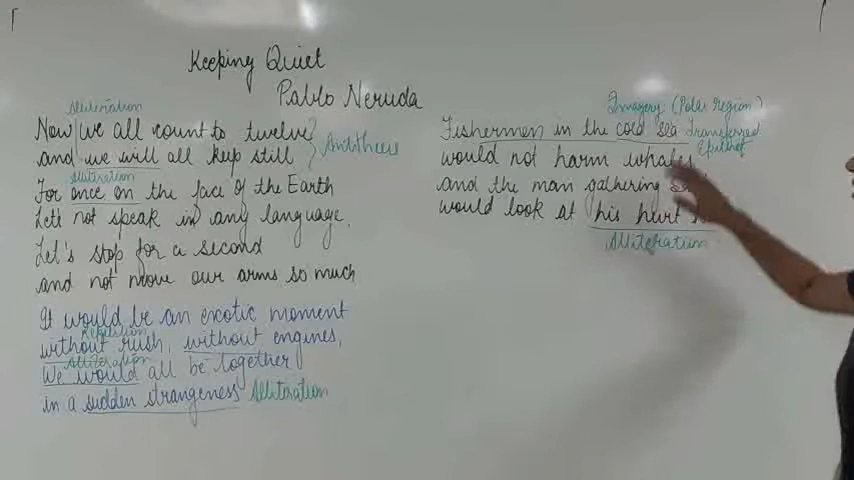 Keeping Quiet
Pablo Neruda
Alliteration
Now we all count to twelve
and we will all keep still
Antithesis
Alliteration
For once on the face of the Earth
Let's not speak in any language
Let's stop for a second
and not move our arms so much
It would be an exotic moment
Repetition
without rush, without engines,
Alliteration
We would all be together
in a sudden strangeness Alliteration
Imagery (Polar region)
Fishermen in the cold sea Transferred
Epithet
would not harm whales
and the man gathering
would look at his hurt
Alliteration